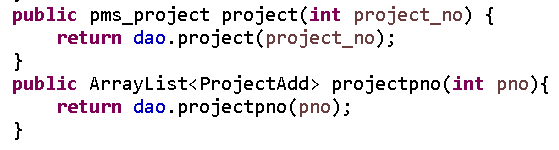 public pms_project project(int project_no) {
    return dao.project(project_no);
}
public ArrayList<ProjectAdd> projectpno(int pno){
    return dao.projectpno(pno);
}